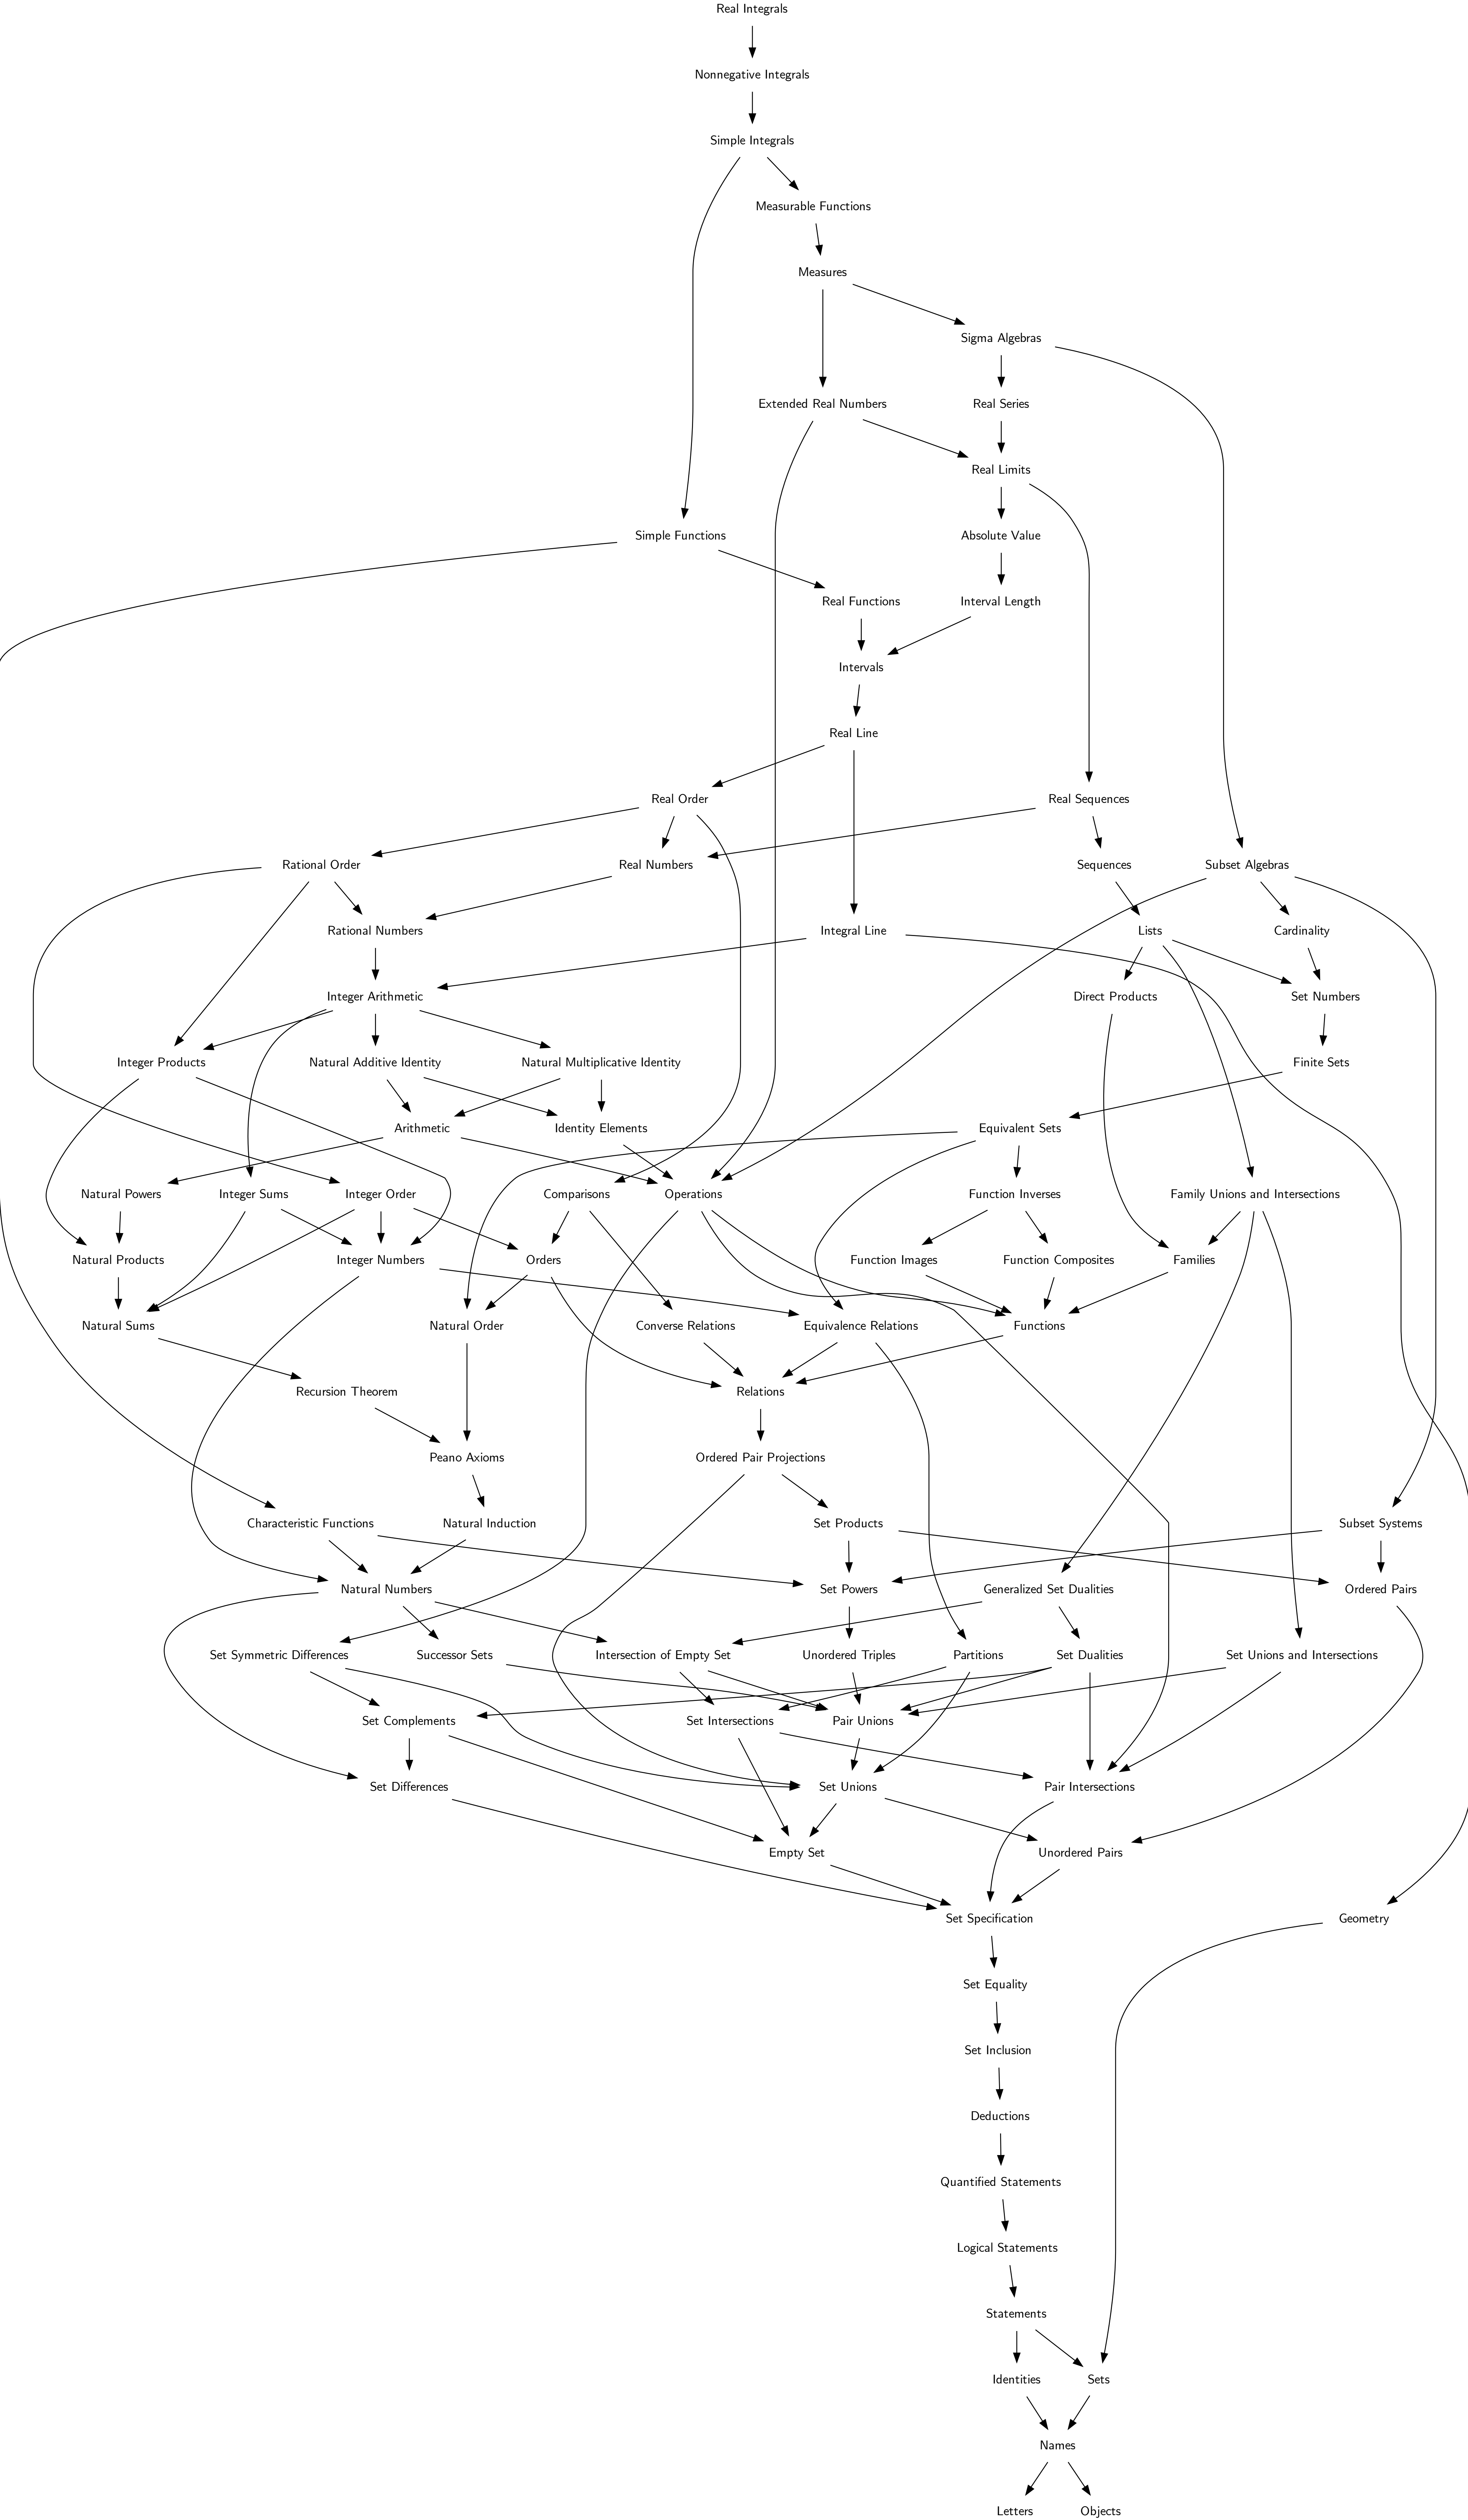 Real Integrals
Nonnegative Integrals
Simple Integrals
Measurable Functions
Measures
Sigma Algebras
Extended Real Numbers
Real Series
Real Limits
Simple Functions
Absolute Value
Real Functions
Interval Length
Intervals
Real Line
Real Order
Real Sequences
Rational Order
Real Numbers
Sequences
Subset Algebras
Rational Numbers
Integral Line
Lists
Cardinality
Integer Arithmetic
Direct Products
Set Numbers
Integer Products
Natural Additive Identity
Natural Multiplicative Identity
Finite Sets
Arithmetic
Identity Elements
Equivalent Sets
Natural Powers
Integer Sums
Integer Order
Comparisons
Operations
Function Inverses
Family Unions and Intersections
Natural Products
Integer Numbers
Orders
Function Images
Function Composites
Families
Natural Sums
Natural Order
Converse Relations
Equivalence Relations
Functions
Recursion Theorem
Relations
Peano Axioms
Ordered Pair Projections
Characteristic Functions
Natural Induction
Set Products
Subset Systems
Natural Numbers
Set Powers
Generalized Set Dualities
Ordered Pairs
Set Symmetric Differences
Successor Sets
Intersection of Empty Set
Unordered Triples
Partitions
Set Dualities
Set Unions and Intersections
Set Complements
Set Intersections
Pair Unions
Set Differences
Set Unions
Pair Intersections
Empty Set
Unordered Pairs
Set Specification
Geometry
Set Equality
Set Inclusion
Deductions
Quantified Statements
Logical Statements
Statements
Identities
Sets
Names
Letters
Objects